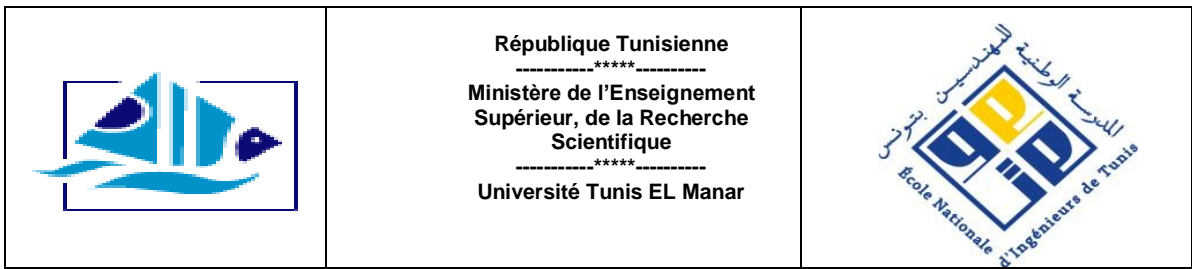 République Tunisienne
-----------*****----------
Ministère de l'Enseignement
Supérieur, de la Recherche
Scientifique
-----------*****----------
Université Tunis EL Manar
المدرسة الوطنية للمهندسين بتونس
École Nationale d'Ingénieurs de Tunis